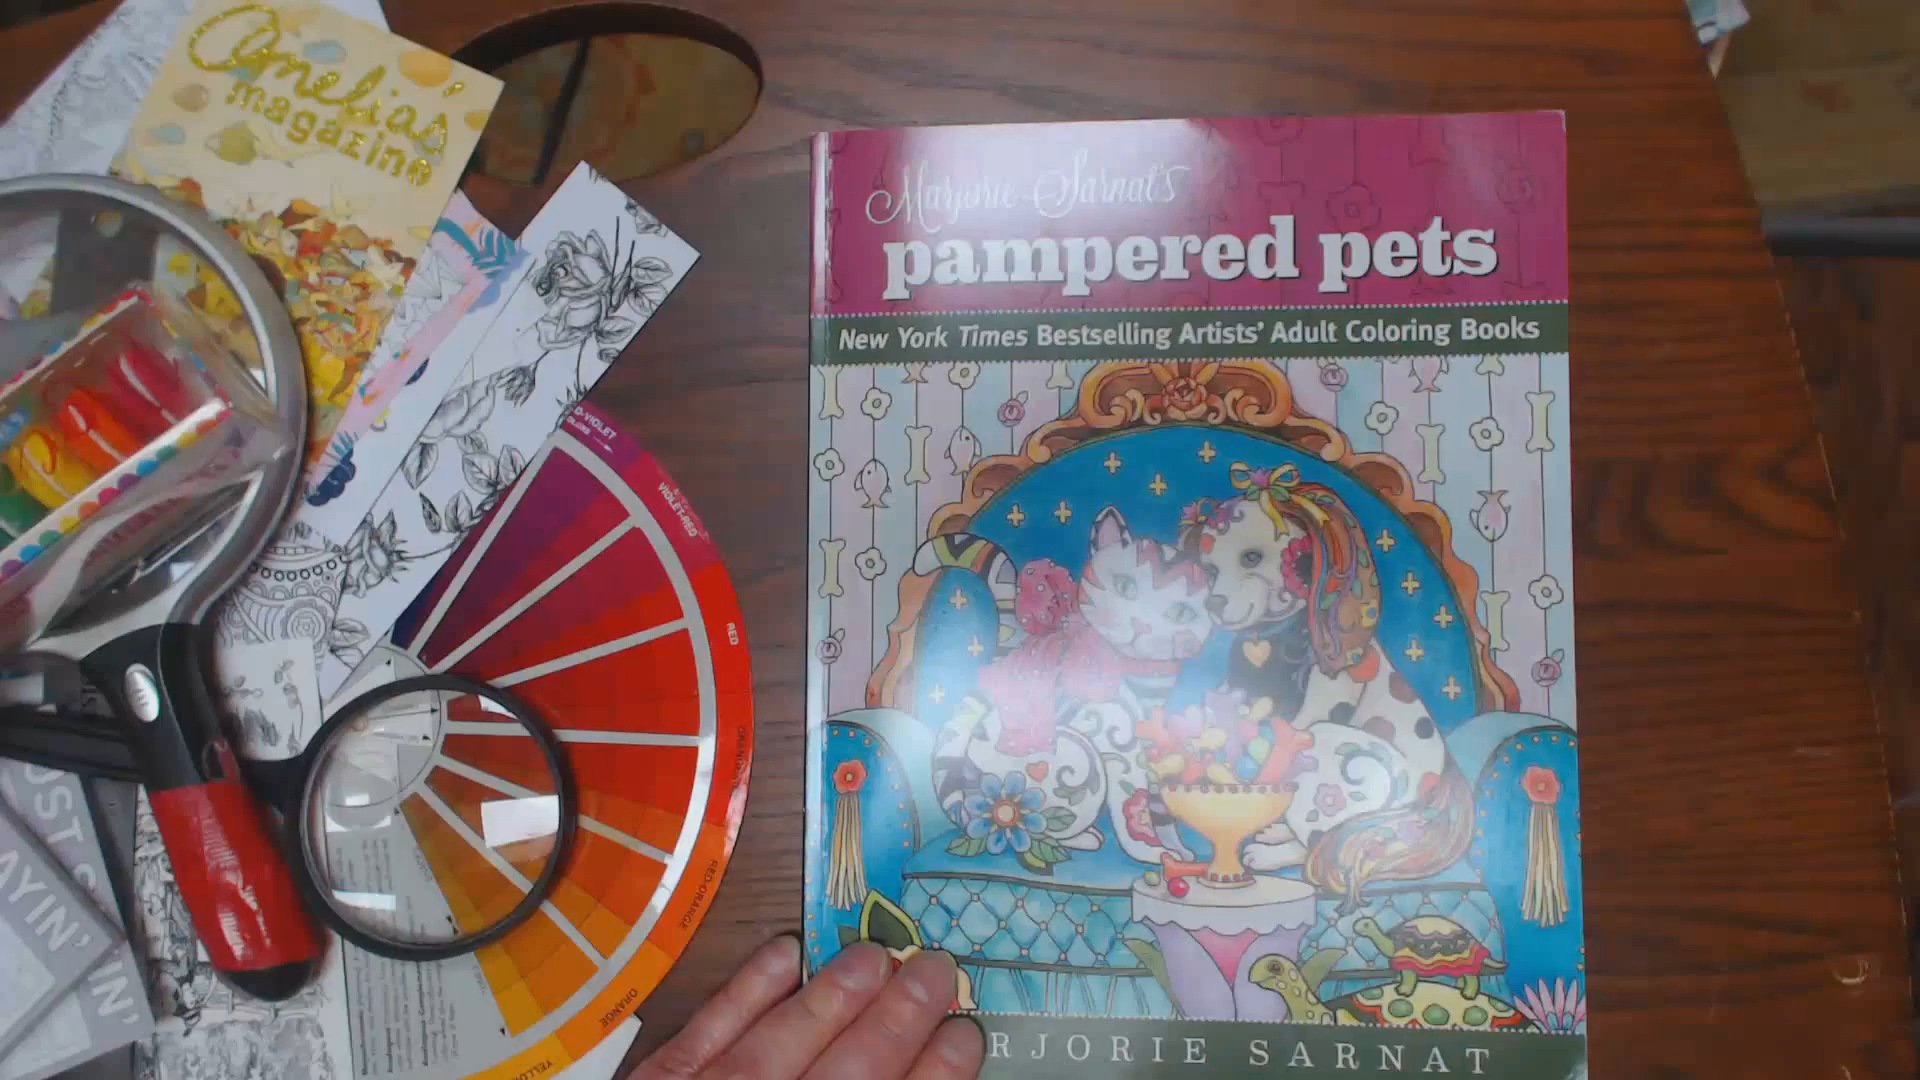 Amelia's
magazine
Marjorie Sarnat's
pampered pets
New York Times Bestselling Artists' Adult Coloring Books
RJORIE SARNAT
VIOLET-RED
RED
RED-ORANGE
ORANGE